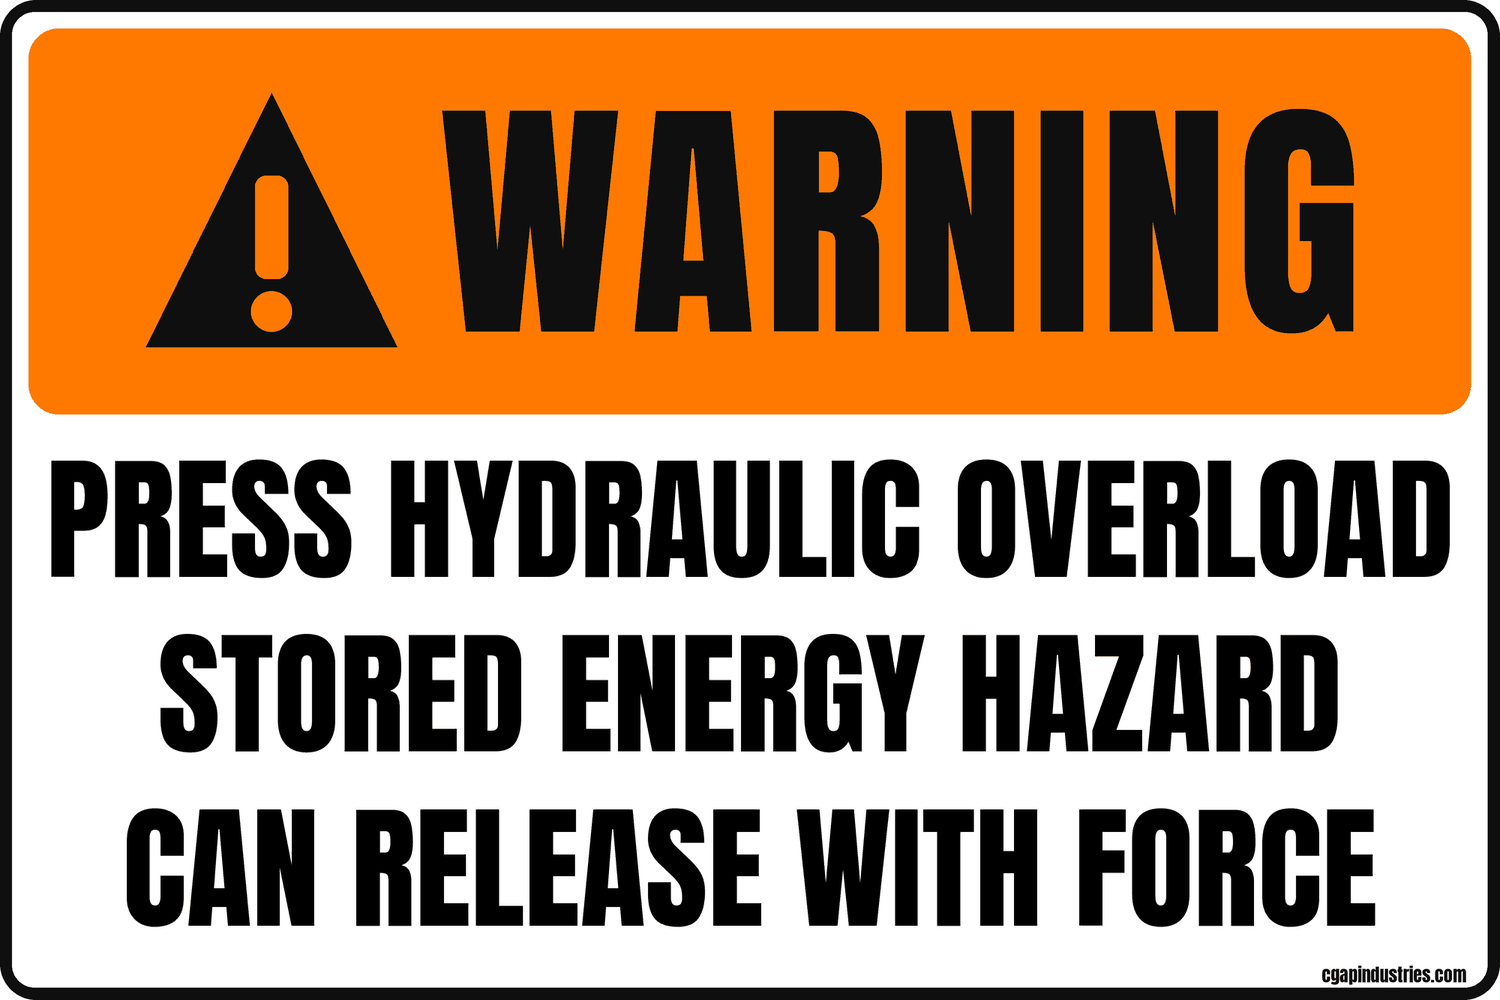 WARNING
PRESS HYDRAULIC OVERLOAD
STORED ENERGY HAZARD
CAN RELEASE WITH FORCE
cgapindustries.com